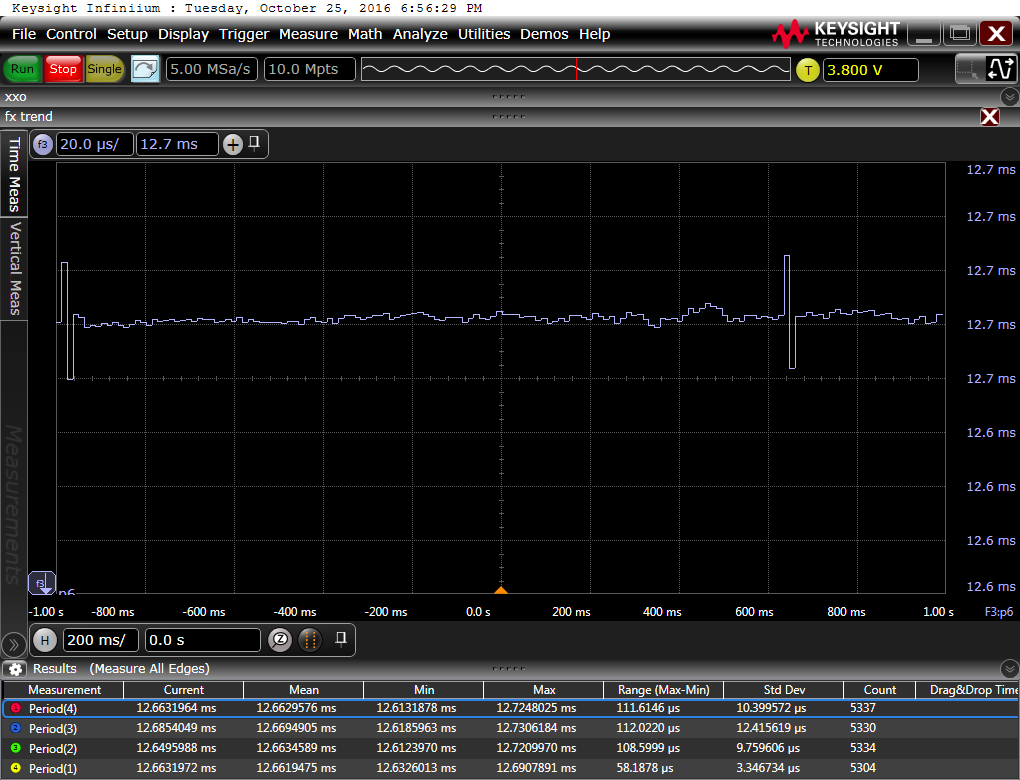 Keysight Infiniium : Tuesday, October 25, 2016 6:56:29 PM
File Control Setup Display Trigger Measure Math Analyze Utilities Demos Help
KEYSIGHT
TECHNOLOGIES
Run Stop Single 5.00 MSa/s 10.0 Mpts T 3.800 V
xxo
fx trend
Time Meas
Vertical Meas
Measurements
f3 20.0 µs/ 12.7 ms
12.7 ms
12.7 ms
12.7 ms
12.7 ms
12.7 ms
12.6 ms
12.6 ms
12.6 ms
12.6 ms
f3 p6
-1.00 s -800 ms -600 ms -400 ms -200 ms 0.0 s 200 ms 400 ms 600 ms 800 ms 1.00 s F3:p6
H 200 ms/ 0.0 s
Results (Measure All Edges)
Measurement Current Mean Min Max Range (Max-Min) Std Dev Count Drag&Drop Time
1 Period(4) 12.6631964 ms 12.6629576 ms 12.6131878 ms 12.7248025 ms 111.6146 µs 10.399572 µs 5337
2 Period(3) 12.6854049 ms 12.6694905 ms 12.6185963 ms 12.7306184 ms 112.0220 µs 12.415619 µs 5330
3 Period(2) 12.6495988 ms 12.6634589 ms 12.6123970 ms 12.7209970 ms 108.5999 µs 9.759606 µs 5334
4 Period(1) 12.6631972 ms 12.6619475 ms 12.6326013 ms 12.6907891 ms 58.1878 µs 3.346734 µs 5304